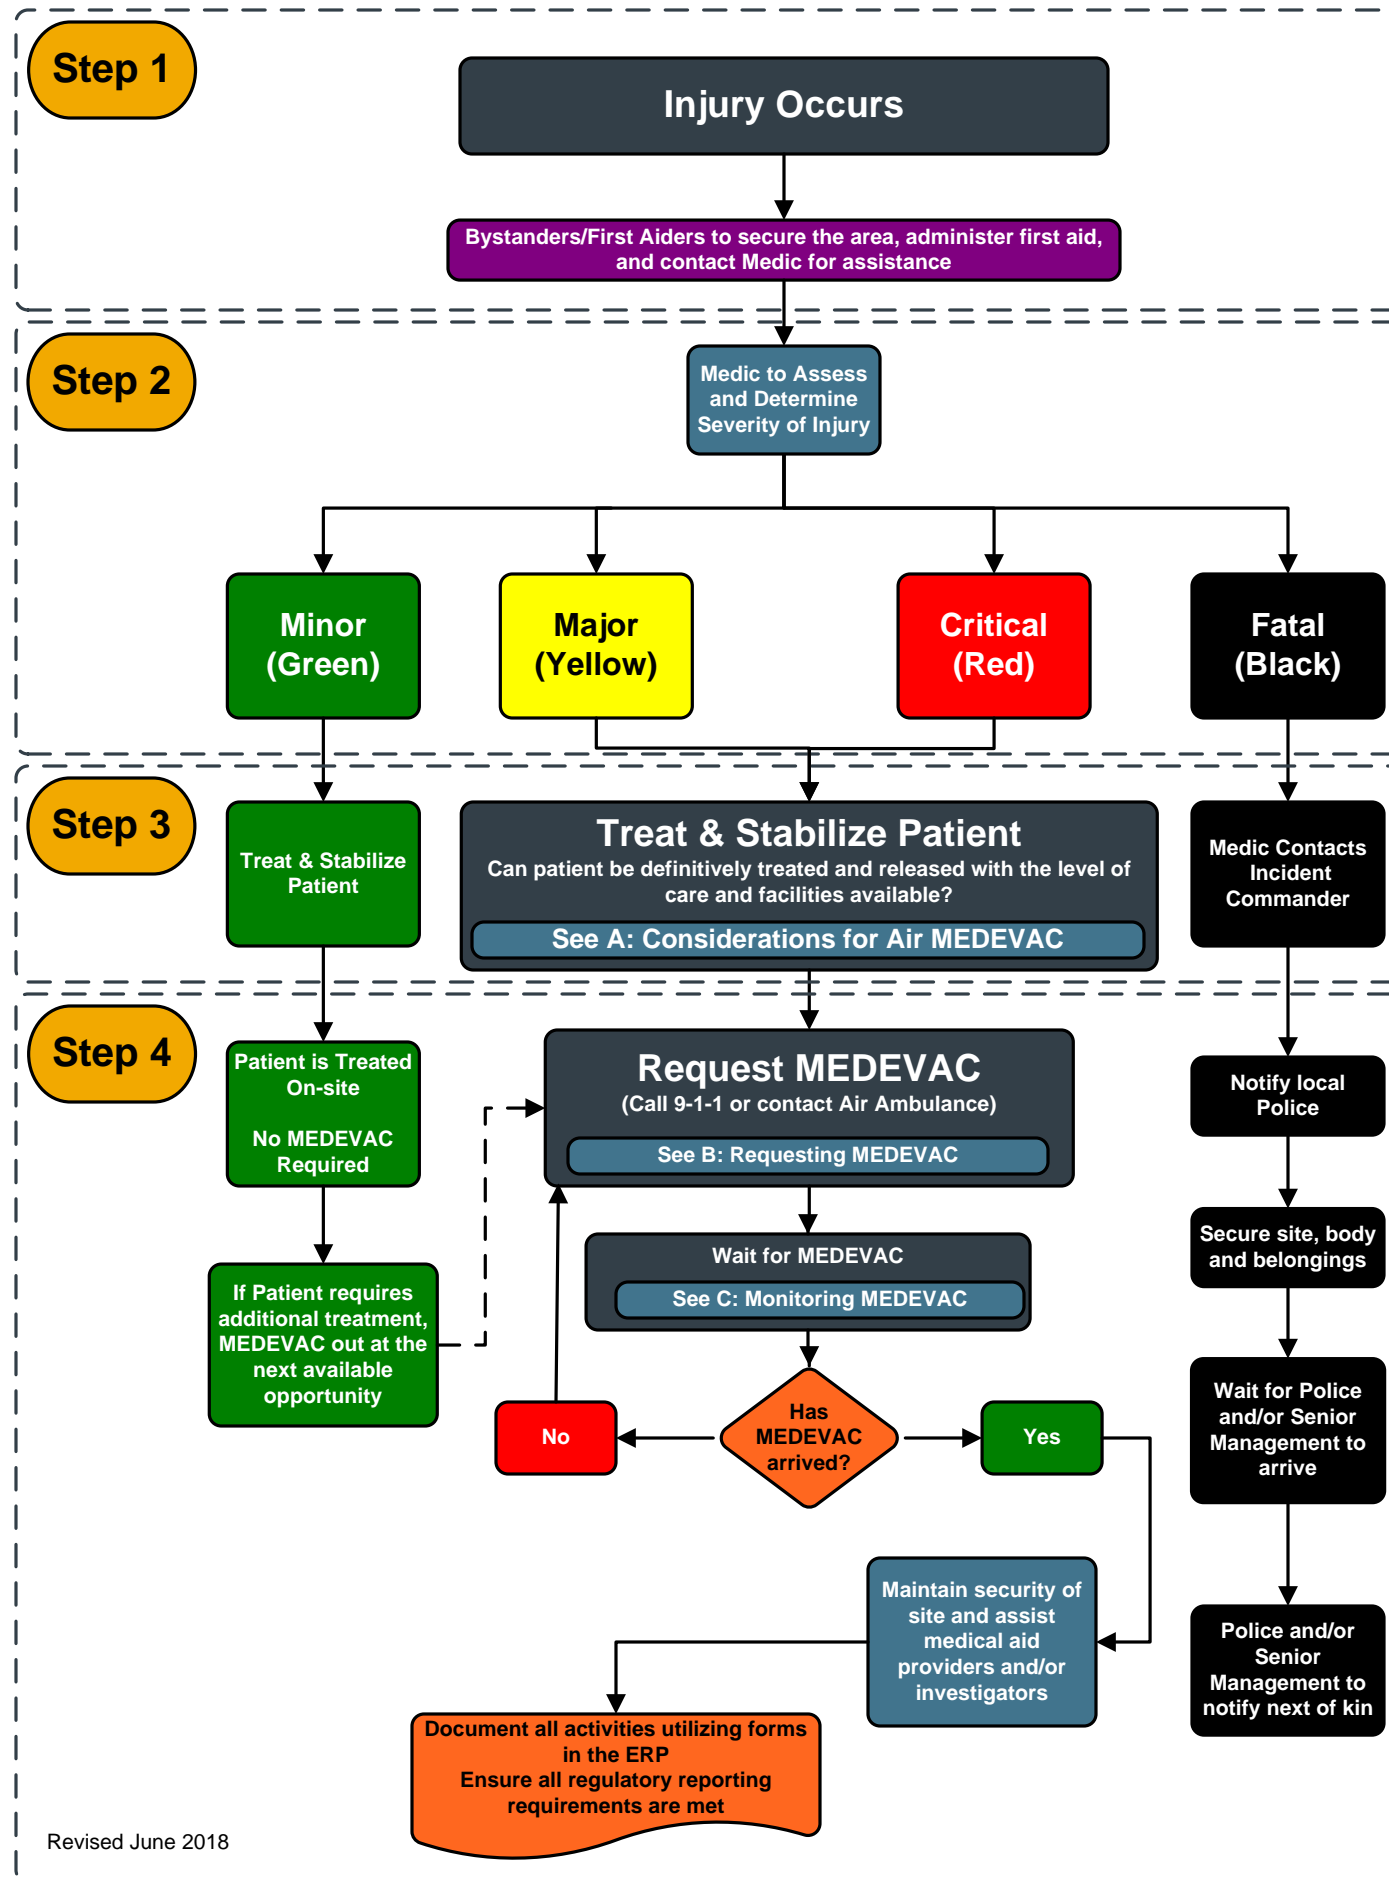 Step 1
Injury Occurs
Bystanders/First Aiders to secure the area, administer first aid,
and contact Medic for assistance
Step 2
Medic to Assess
and Determine
Severity of Injury
Minor
(Green)
Major
(Yellow)
Critical
(Red)
Fatal
(Black)
Step 3
Treat & Stabilize
Patient
Treat & Stabilize Patient
Can patient be definitively treated and released with the level of
care and facilities available?
See A: Considerations for Air MEDEVAC
Medic Contacts
Incident
Commander
Step 4
Patient is Treated
On-site
No MEDEVAC
Required
Request MEDEVAC
(Call 9-1-1 or contact Air Ambulance)
See B: Requesting MEDEVAC
Notify local
Police
If Patient requires
additional treatment,
MEDEVAC out at the
next available
opportunity
Wait for MEDEVAC
See C: Monitoring MEDEVAC
Secure site, body
and belongings
No
Has
MEDEVAC
arrived?
Yes
Wait for Police
and/or Senior
Management to
arrive
Maintain security of
site and assist
medical aid
providers and/or
investigators
Police and/or
Senior
Management to
notify next of kin
Document all activities utilizing forms
in the ERP
Ensure all regulatory reporting
requirements are met
Revised June 2018